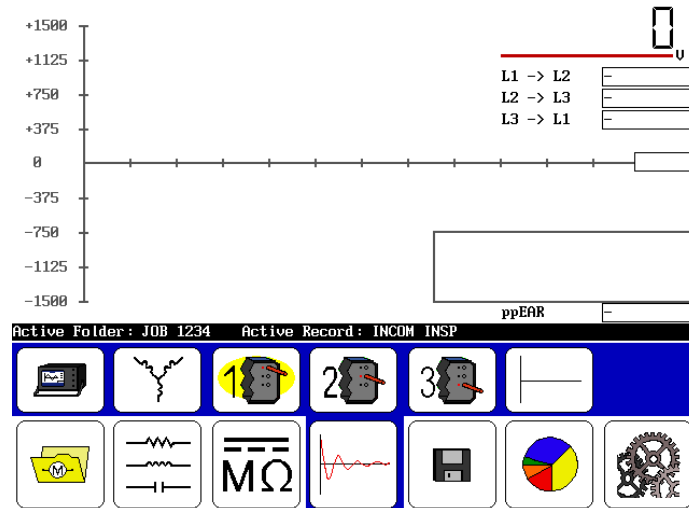 +1500
0
V
+1125
L1 -> L2 -
+750
L2 -> L3 -
+375
L3 -> L1 -
0
-375
-750
-1125
-1500
ppEAR -
Active Folder: JOB 1234 Active Record: INCOM INSP
1 2 3
M
MΩ